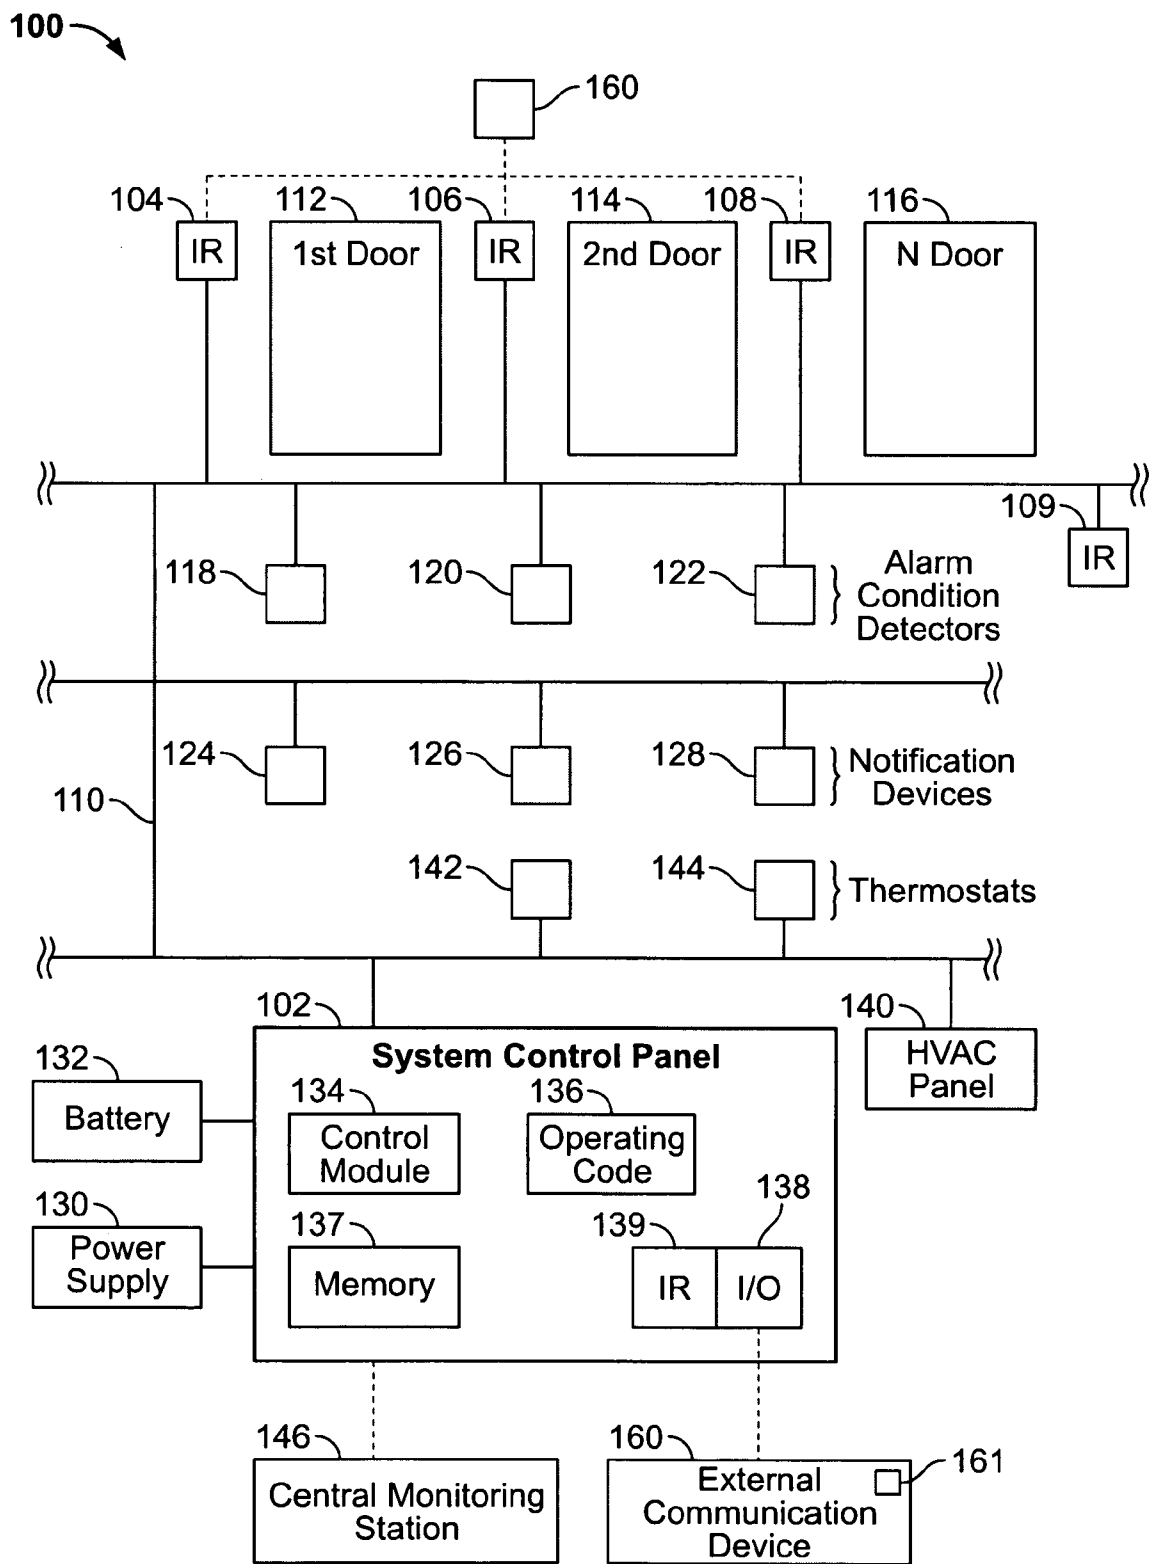 100
160
104
112
106
114
108
116
IR
1st Door
IR
2nd Door
IR
N Door
109
IR
118
120
122
Alarm
Condition
Detectors
124
126
128
Notification
Devices
110
142
144
Thermostats
102
140
System Control Panel
HVAC
Panel
132
Battery
134
Control
Module
136
Operating
Code
130
Power
Supply
137
Memory
139
138
IR
I/O
146
Central Monitoring
Station
160
161
External
Communication
Device